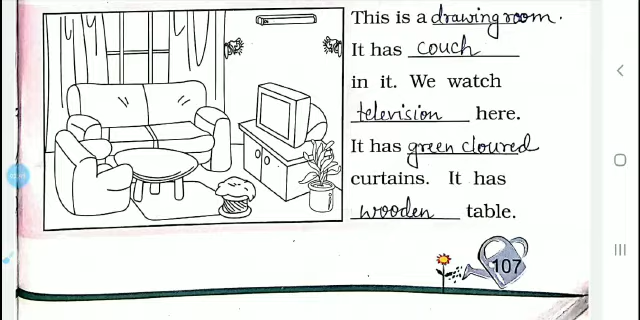 This is a drawing room.
It has couch
in it. We watch
television here.
It has green cloured
curtains. It has
wooden table.
107